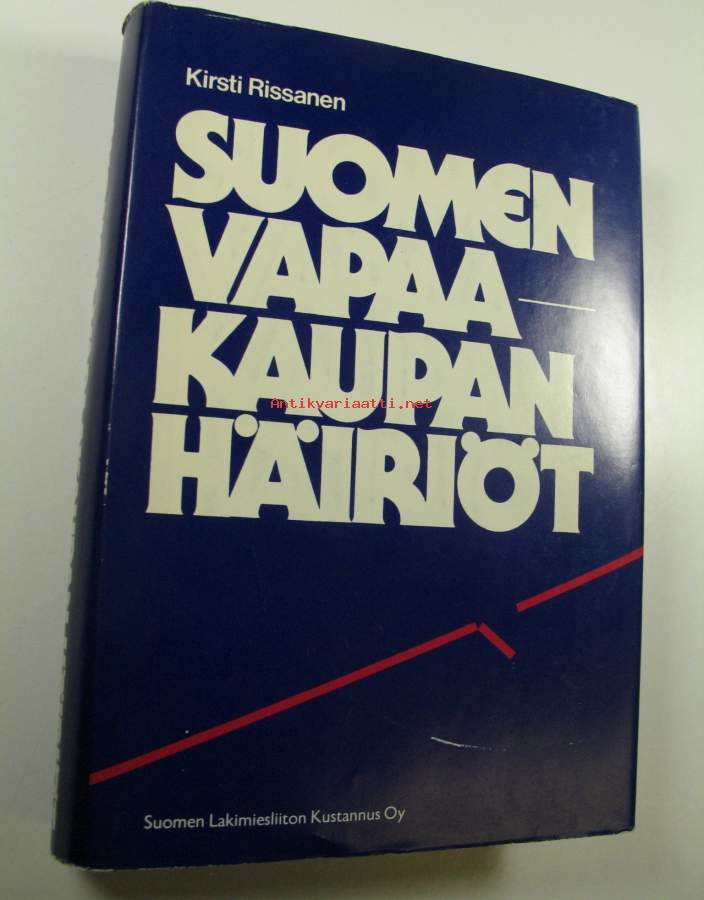 Kirsti Rissanen
SUOMEN
VAPAA–
KAUPAN
Antikvariaatti.net
HÄIRIÖT
Suomen Lakimiesliiton Kustannus Oy